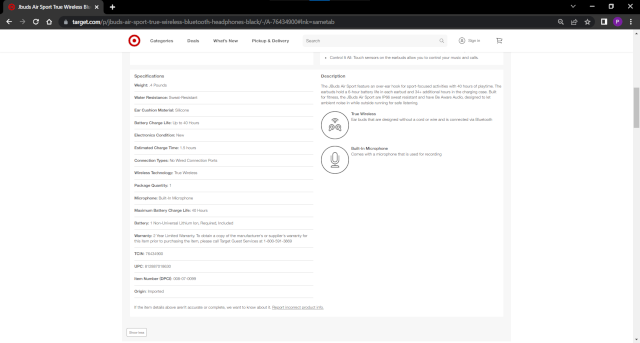 JBuds Air Sport True Wireless Blu
target.com/p/jbuds-air-sport-true-wireless-bluetooth-headphones-black/-/A-76434900#lnk=sametab
Categories
Deals
What's New
Pickup & Delivery
Search
Sign in
Control It All: Touch sensors on the earbuds allow you to control your music and calls.
Specifications
Weight: .4 Pounds
Water Resistance: Sweat Resistant
Ear Cushion Material: Silicone
Battery Charge Life: Up to 40 Hours
Electronics Condition: New
Estimated Charge Time:
Connection Types: No Wired Connection Ports
Wireless Technology: True Wireless
Package Quantity: 1
Microphone: Built-In Microphone
Maximum Battery Charge Life: 40 Hours
Battery: 1 Non-Universal Lithium Ion, Required, Included
Warranty: 2 Year Limited Warranty. To obtain a copy of the manufacturer's or supplier's warranty for
this item prior to purchasing the item, please call Target Guest Services at
TCIN: 76434900
UPC:
Item Number (DPCI):
Origin: Imported
If the item details above aren't accurate or complete, we want to know about it. Report incorrect product info.
Show less
Description
The JBuds Air Sport feature an over-ear hook for sport-focused activities with 40 hours of playtime. The
earbuds hold a 6-hour battery life in each earbud and 34+ additional hours in the charging case. Built
for fitness, the JBuds Air Sport are IP66 sweat resistant and have Be Aware Audio, designed to let
ambient noise in while outside running for safe listening.
True Wireless
Ear buds that are designed without a cord or wire and is connected via Bluetooth
Built-In Microphone
Comes with a microphone that is used for recording